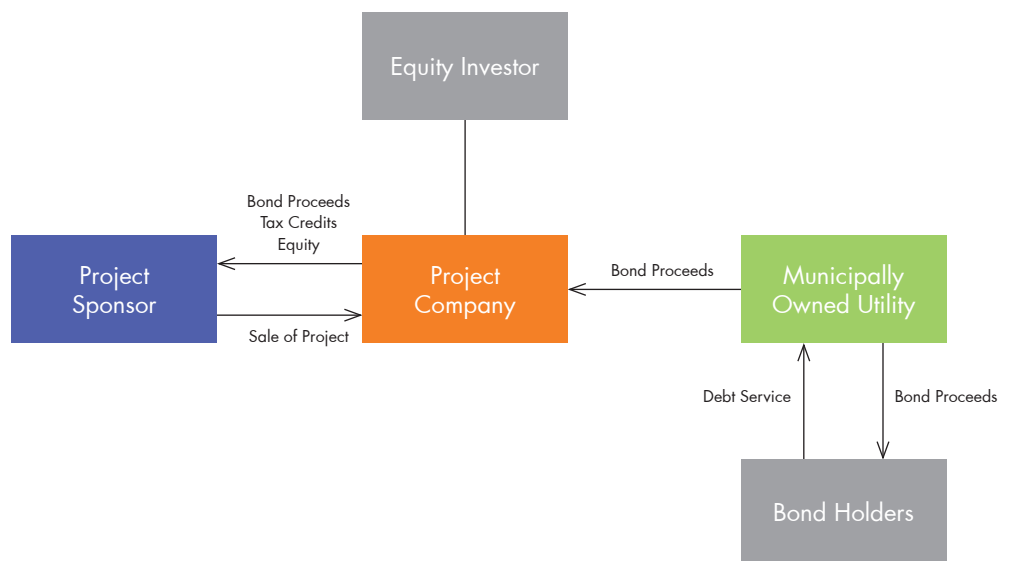 Equity Investor
Bond Proceeds
Tax Credits
Equity
Project
Sponsor
Sale of Project
Project
Company
Bond Proceeds
Municipally
Owned Utility
Debt Service
Bond Proceeds
Bond Holders